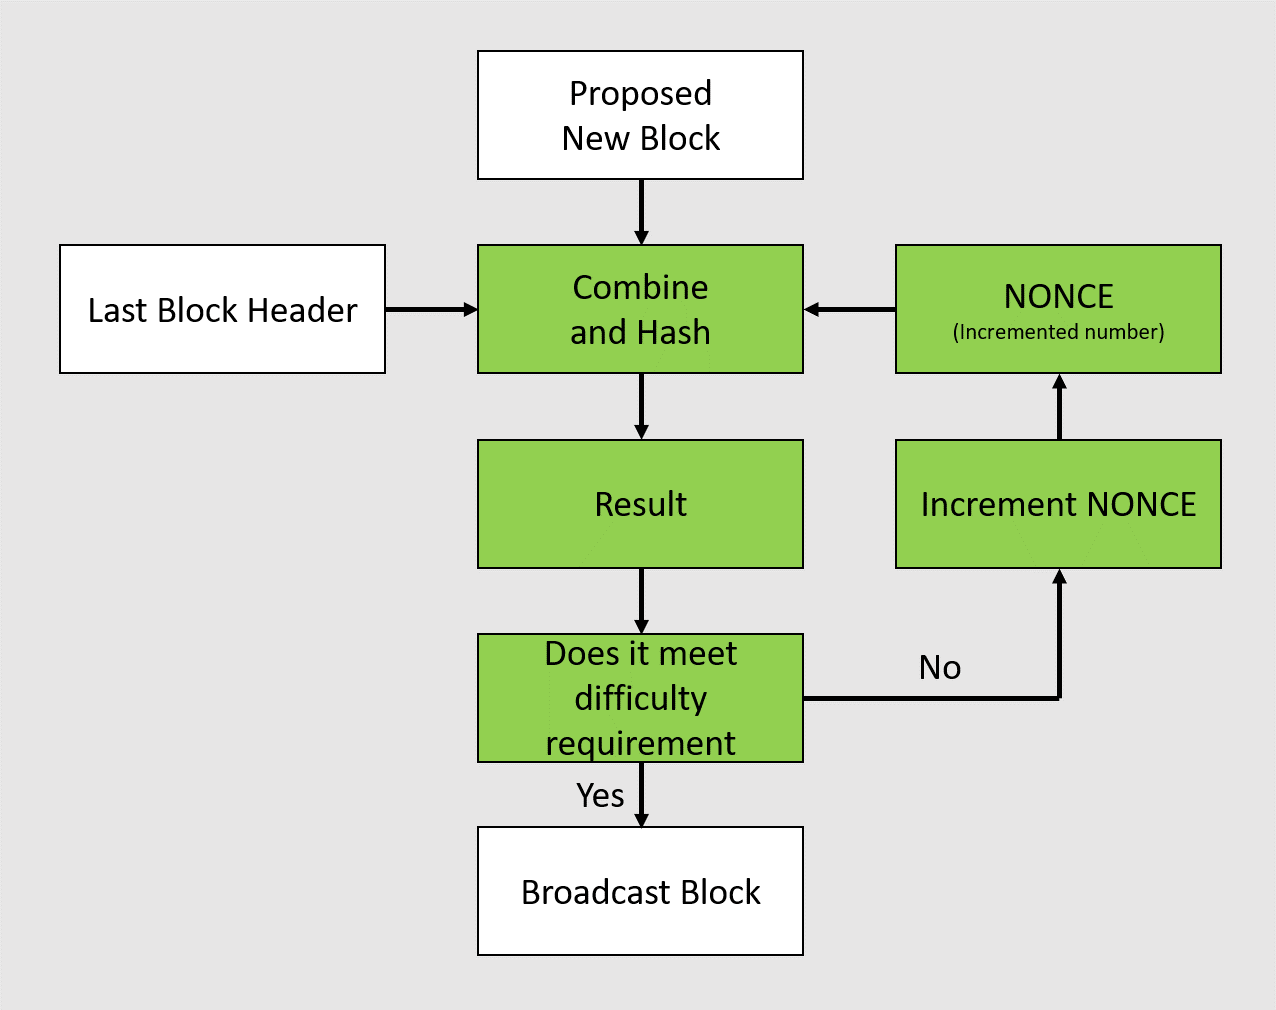 Proposed
New Block
Last Block Header
Combine
and Hash
NONCE
(Incremented number)
Result
Increment NONCE
Does it meet
difficulty
requirement
No
Yes
Broadcast Block